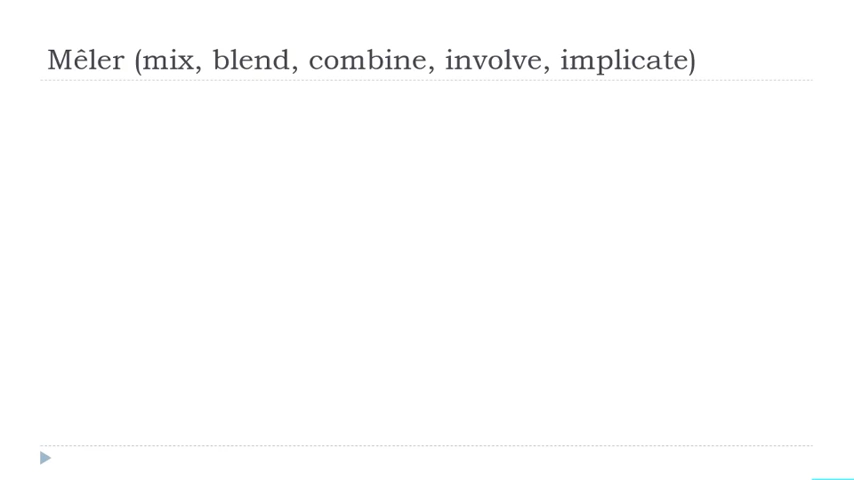 Mêler (mix, blend, combine, involve, implicate)